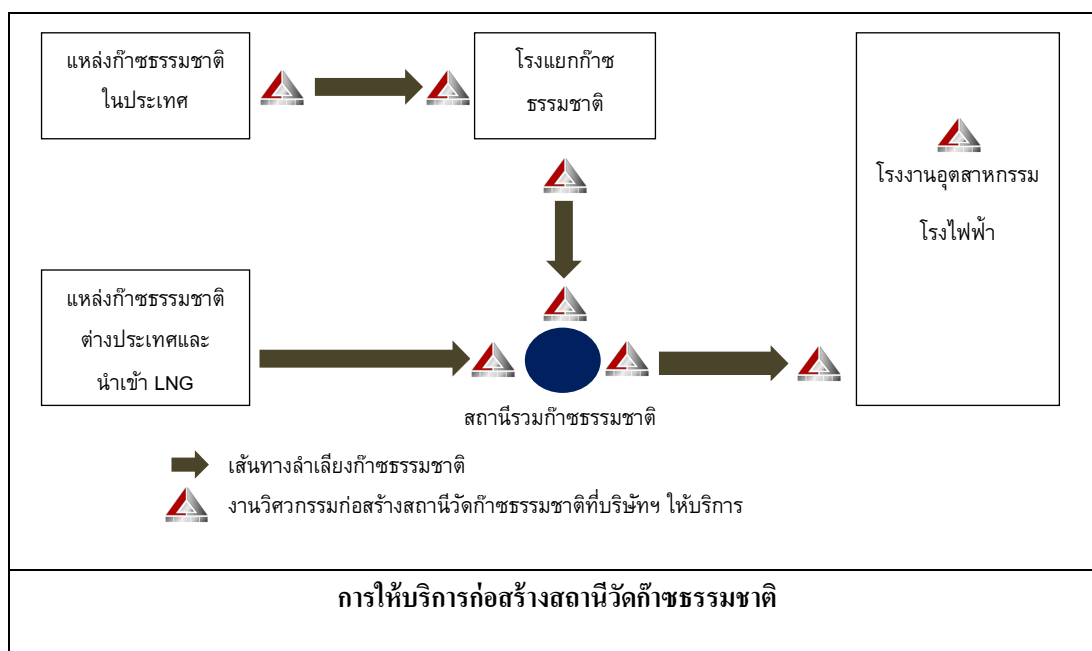 แหล่งก๊าซธรรมชาติ
ในประเทศ
โรงแยกก๊าซ
ธรรมชาติ
โรงงานอุตสาหกรรม
โรงไฟฟ้า
แหล่งก๊าซธรรมชาติ
ต่างประเทศและ
นำเข้า LNG
สถานีรวมก๊าซธรรมชาติ
เส้นทางลำเลียงก๊าซธรรมชาติ
งานวิศวกรรมก่อสร้างสถานีวัดก๊าซธรรมชาติที่บริษัทฯ ให้บริการ
การให้บริการก่อสร้างสถานีวัดก๊าซธรรมชาติ